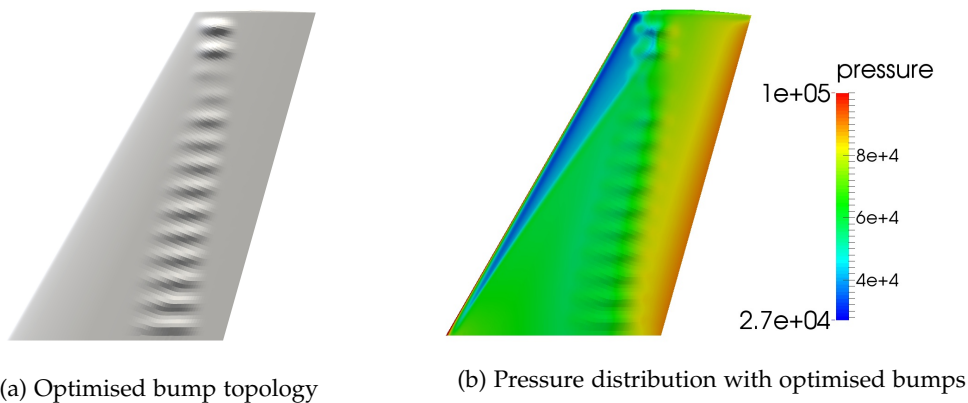 pressure
1e+05
8e+4
6e+4
4e+4
2.7e+04
(a) Optimised bump topology
(b) Pressure distribution with optimised bumps